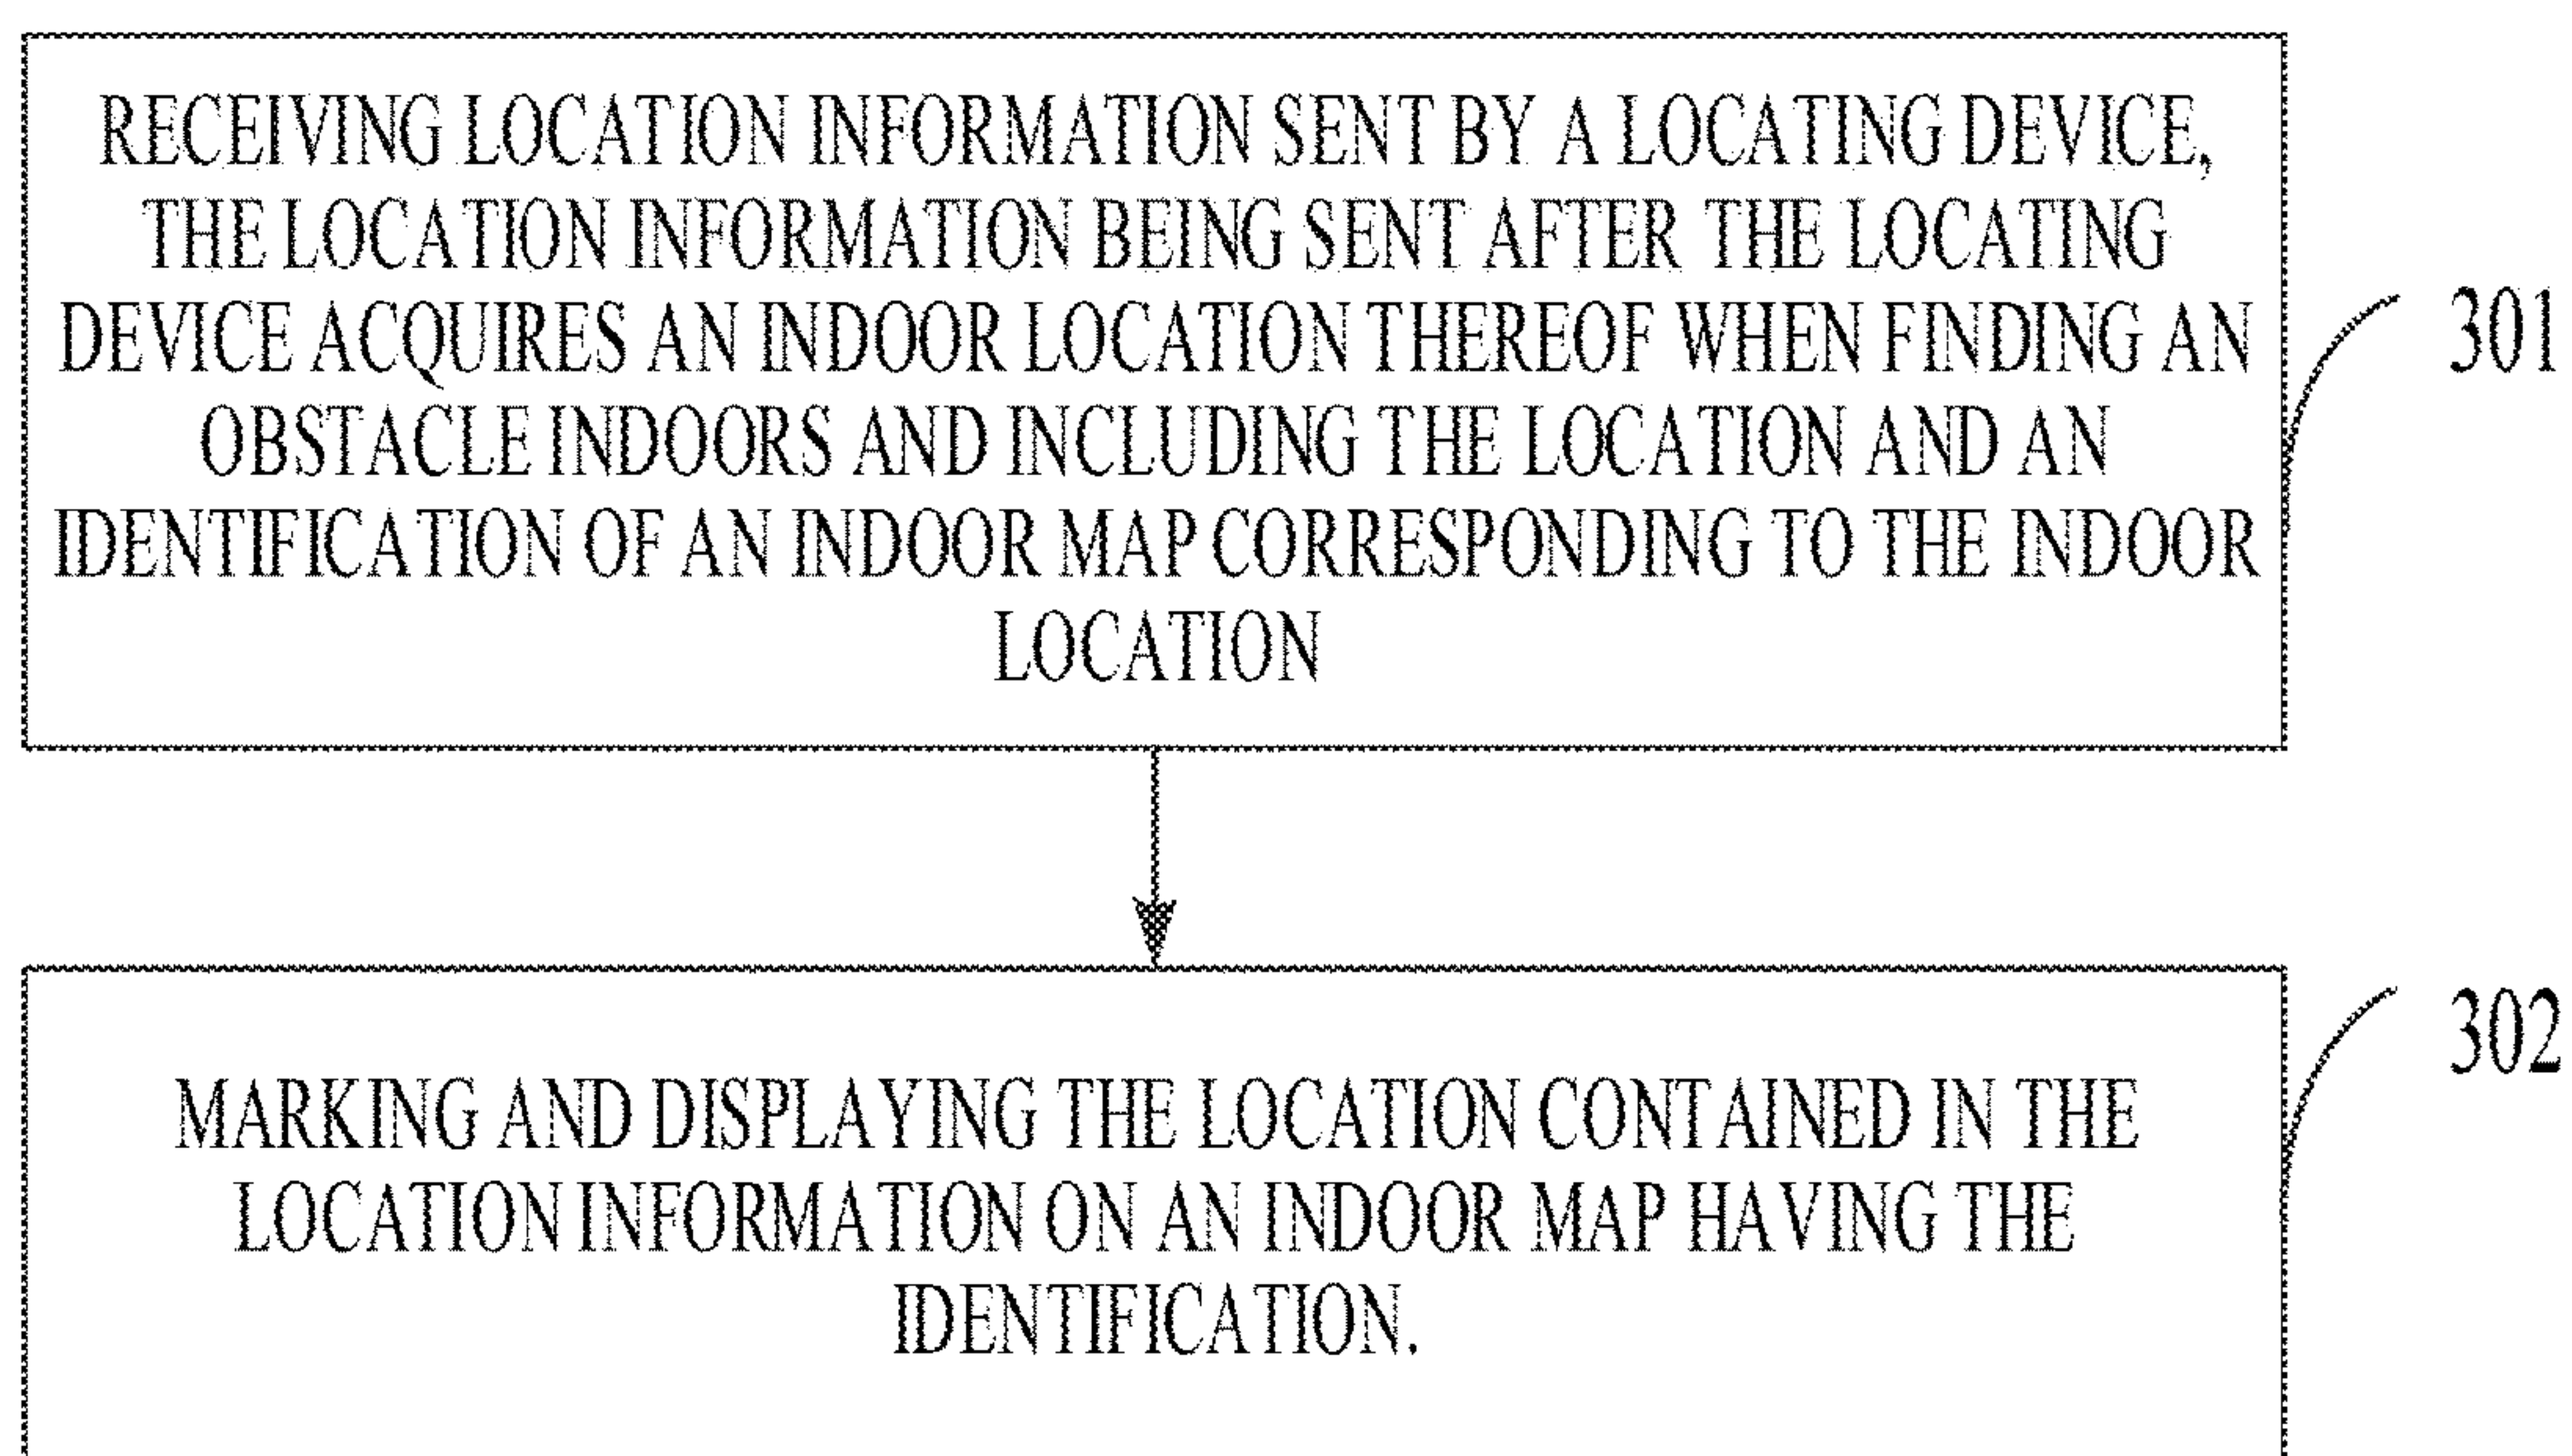 RECEIVING LOCATION INFORMATION SENT BY A LOCATING DEVICE,
THE LOCATION INFORMATION BEING SENT AFTER THE LOCATING
DEVICE ACQUIRES AN INDOOR LOCATION THEREOF WHEN FINDING AN
OBSTACLE INDOORS AND INCLUDING THE LOCATION AND AN
IDENTIFICATION OF AN INDOOR MAP CORRESPONDING TO THE INDOOR
LOCATION
301
MARKING AND DISPLAYING THE LOCATION CONTAINED IN THE
LOCATION INFORMATION ON AN INDOOR MAP HAVING THE
IDENTIFICATION.
302